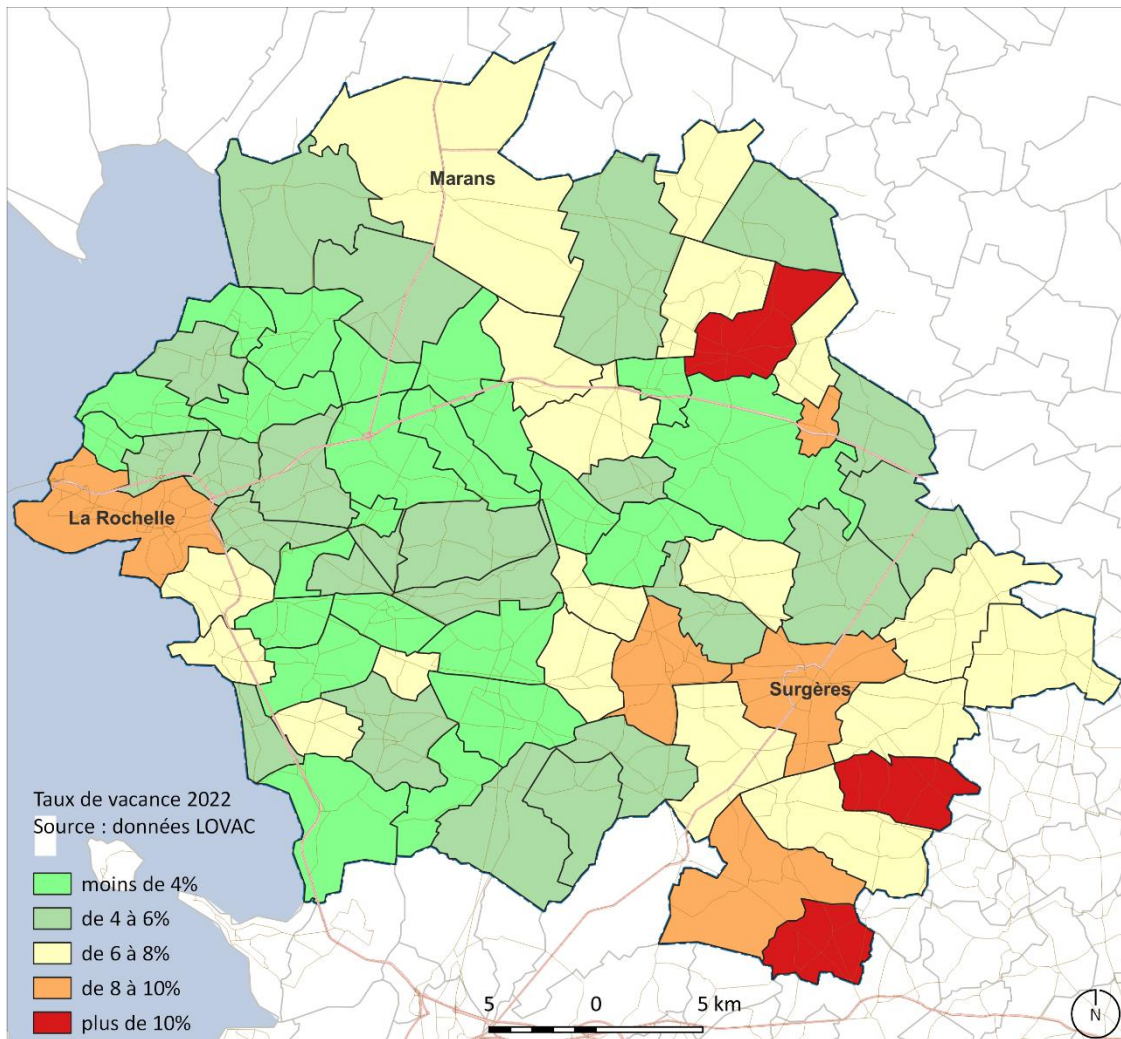 Marans
La Rochelle
Surgères
Taux de vacance 2022
Source : données LOVAC
moins de 4%
de 4 à 6%
de 6 à 8%
de 8 à 10%
plus de 10%
5 0 5 km
N